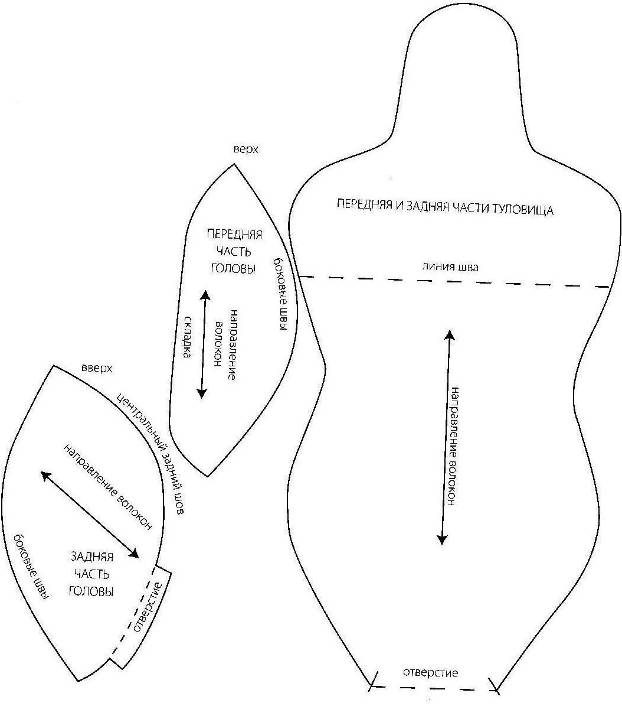 верх
ПЕРЕДНЯЯ И ЗАДНЯЯ ЧАСТИ ТУЛОВИЩА
ПЕРЕДНЯЯ
ЧАСТЬ
ГОЛОВЫ
боковые швы
линия шва
направление
волокон
складка
вверх
центральный задний шов
направление волокон
направление волокон
боковые швы
ЗАДНЯЯ
ЧАСТЬ
ГОЛОВЫ
отверстие
отверстие